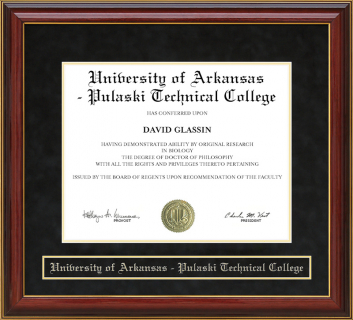 University of Arkansas
- Pulaski Technical College
HAS CONFERRED UPON
DAVID GLASSIN
HAVING DEMONSTRATED ABILITY BY ORIGINAL RESEARCH
IN BIOLOGY
THE DEGREE OF DOCTOR OF PHILOSOPHY
WITH ALL THE RIGHTS AND PRIVILEGES THERETO PERTAINING
ISSUED BY THE BOARD OF REGENTS UPON RECOMMENDATION OF THE FACULTY
PROVOST
PRESIDENT
University of Arkansas - Pulaski Technical College